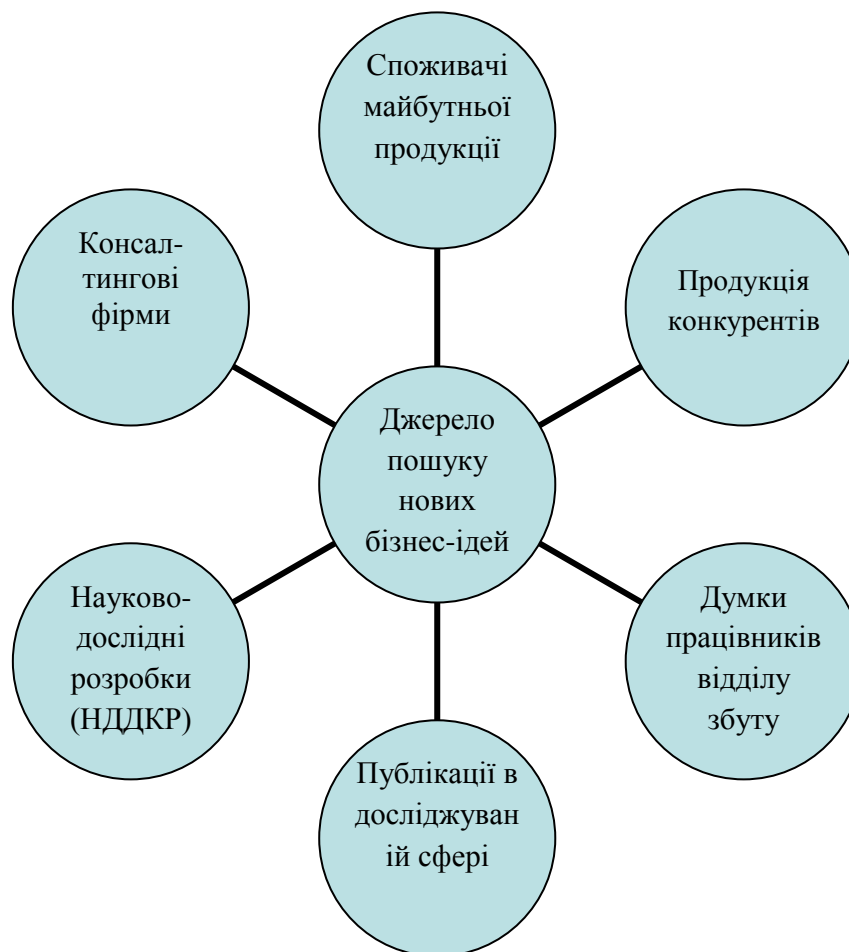 Споживачі
майбутньої
продукції
Консал-
тингові
фірми
Продукція
конкурентів
Джерело
пошуку
нових
бізнес-ідей
Науково-
дослідні
розробки
(НДДКР)
Думки
працівників
відділу
збуту
Публікації в
досліджуван
ій сфері